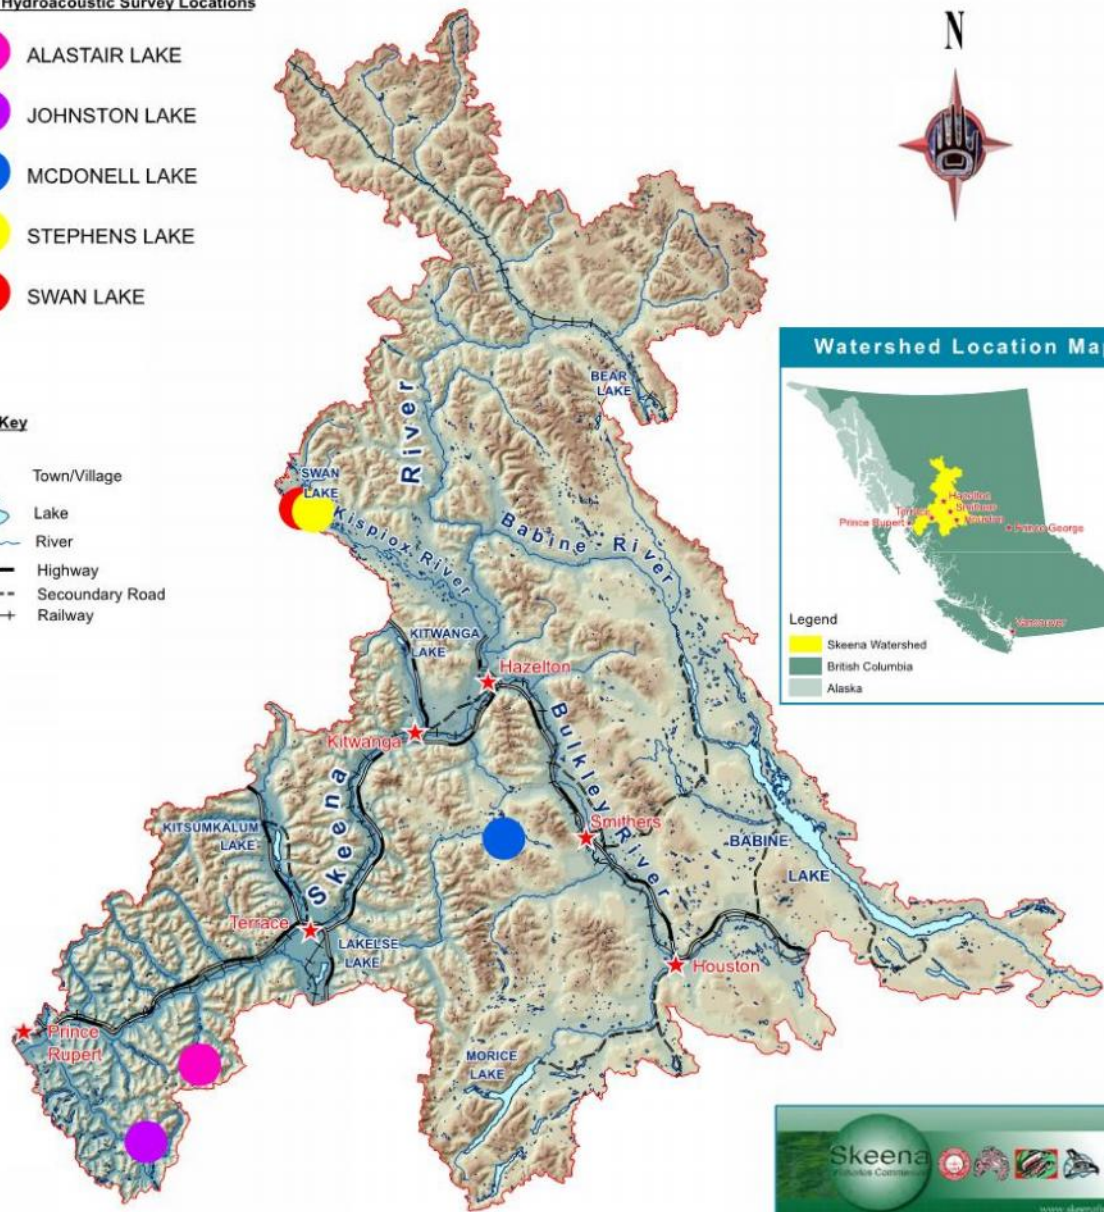 Hydroacoustic Survey Locations
ALASTAIR LAKE
JOHNSTON LAKE
MCDONELL LAKE
STEPHENS LAKE
SWAN LAKE
Key
Town/Village
Lake
River
Highway
Secoundary Road
Railway
N
BEAR
LAKE
River
SWAN
LAKE
Kispiox River
Babine River
KITWANGA
LAKE
Hazelton
Kitwanga
Skeena
Bulkley River
Smithers
KITSUMKALUM
LAKE
BABINE
LAKE
Terrace
LAKELSE
LAKE
Houston
Prince
Rupert
MORICE
LAKE
Watershed Location Map
Hazelton
Smithers
Terrace
Houston
Prince Rupert
Prince George
Vancouver
Legend
Skeena Watershed
British Columbia
Alaska
Skeena
Fisheries Commission